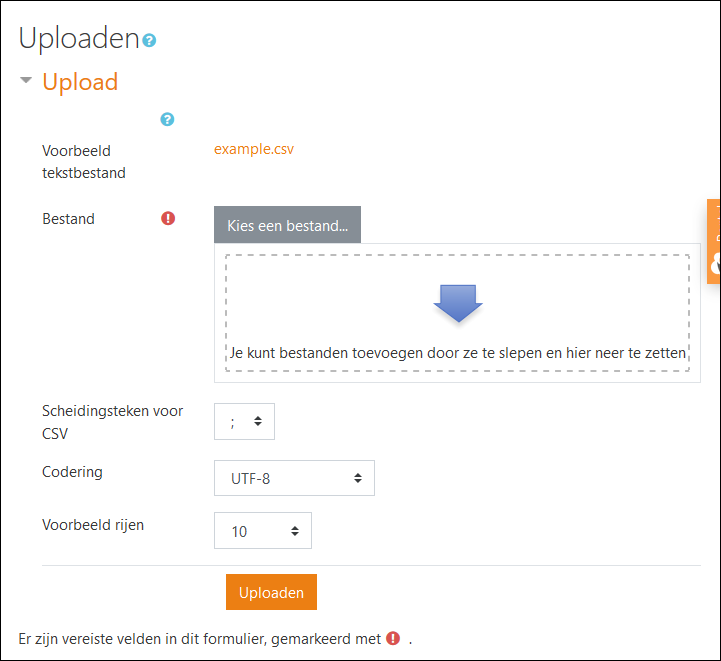 Uploaden
Upload
Voorbeeld
tekstbestand
example.csv
Bestand
Kies een bestand...
Je kunt bestanden toevoegen door ze te slepen en hier neer te zetten
Scheidingsteken voor
CSV
;
Codering
UTF-8
Voorbeeld rijen
10
Uploaden
Er zijn vereiste velden in dit formulier, gemarkeerd met .